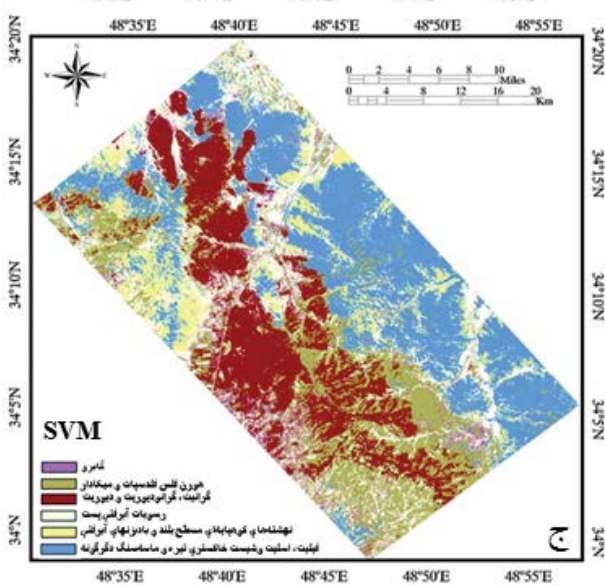 48°35'E 48°40'E 48°45'E 48°50'E 48°55'E
34°20'N 34°20'N
0 2 4 6 8 10
Miles
0 4 8 12 16 20
Km
N
W E
S
34°15'N 34°15'N
34°10'N 34°10'N
34°5'N 34°5'N
SVM
گابرو
هورن فلس فلدسپات و میکادار
گرانیت، گرانودیوریت و دیوریت
رسوبات آبرفتی پست
نهشته‌های کوهپایه‌ای سطوح بلند و بادبزنهای آبرفتی
فیلیت، اسلیت و شیست خاکستری تیره و ماسه‌سنگ دگرگونه
ج
34°N 34°N
48°35'E 48°40'E 48°45'E 48°50'E 48°55'E